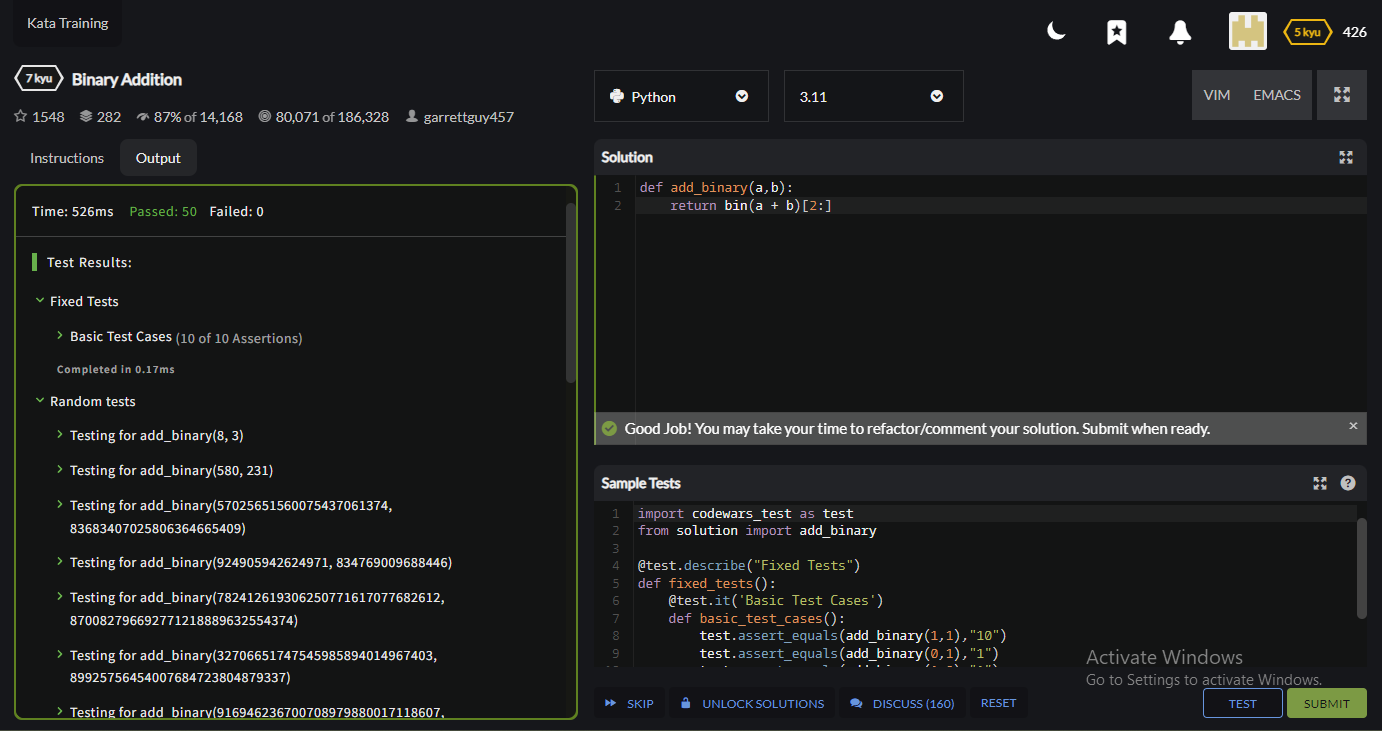 Kata Training
5 kyu 426
7 kyu Binary Addition
1548 282 87% of 14,168 80,071 of 186,328 garrettguy457
Instructions Output
Time: 526ms Passed: 50 Failed: 0
Test Results:
Fixed Tests
Basic Test Cases (10 of 10 Assertions)
Completed in 0.17ms
Random tests
Testing for add_binary(8, 3)
Testing for add_binary(580, 231)
Testing for add_binary(57025651560075437061374,
83683407025806364665409)
Testing for add_binary(924905942624971, 834769009688446)
Testing for add_binary(782412619306250771617077682612,
870082796692771218889632554374)
Testing for add_binary(32706651747545985894014967403,
89925756454007684723804879337)
Testing for add_binary(916946236700708979880017118607,
Python 3.11 VIM EMACS
Solution
1 def add_binary(a,b):
2 return bin(a + b)[2:]
Good Job! You may take your time to refactor/comment your solution. Submit when ready.
Sample Tests
1 import codewars_test as test
2 from solution import add_binary
3
4 @test.describe("Fixed Tests")
5 def fixed_tests():
6 @test.it('Basic Test Cases')
7 def basic_test_cases():
8 test.assert_equals(add_binary(1,1),"10")
9 test.assert_equals(add_binary(0,1),"1")
Activate Windows
Go to Settings to activate Windows.
SKIP UNLOCK SOLUTIONS DISCUSS (160) RESET TEST SUBMIT